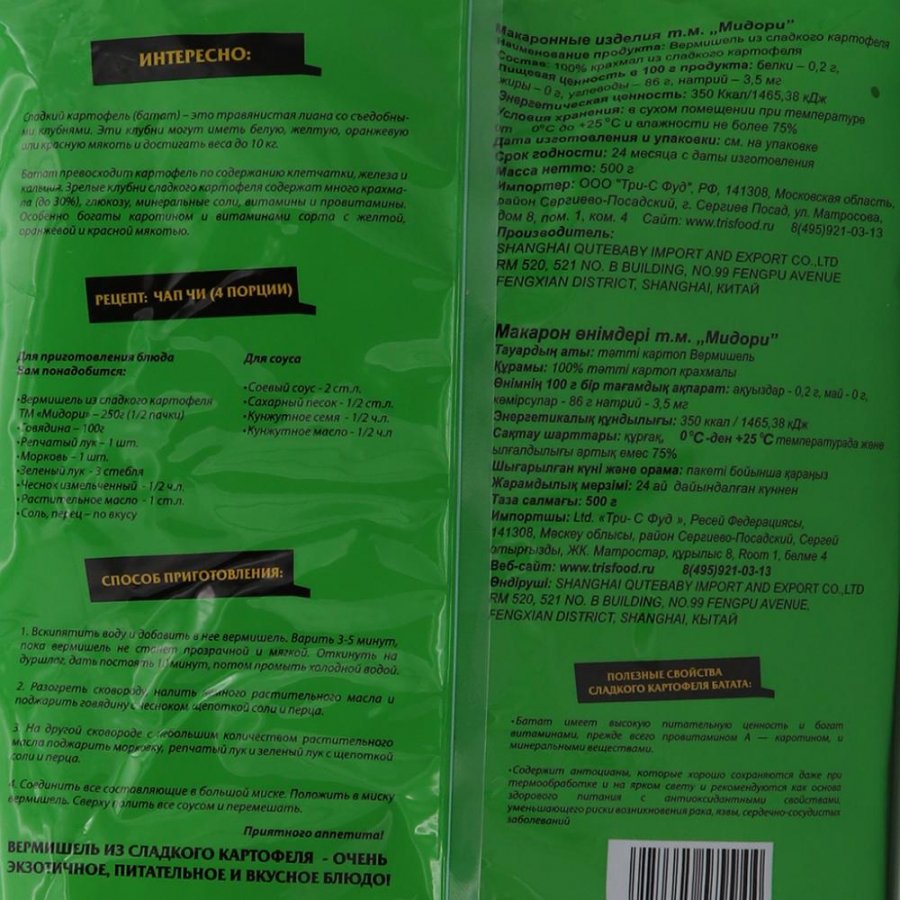 ИНТЕРЕСНО:
Сладкий картофель (батат) – это травянистая лиана со съедобны-
ми клубнями. Эти клубни могут иметь белую, желтую, оранжевую
или красную мякоть и достигать веса до 10 кг.
Батат превосходит картофель по содержанию клетчатки, железа и
кальция. Зрелые клубни сладкого картофеля содержат много крахма-
ла (до 30%), глюкозу, минеральные соли, витамины и провитамины.
Особенно богаты каротином и витаминами сорта с желтой,
оранжевой и красной мякотью.
РЕЦЕПТ: ЧАП ЧИ (4 ПОРЦИИ)
Для приготовления блюда
Вам понадобится:
•Вермишель из сладкого картофеля
ТМ «Мидори» – 250г (1/2 пачки)
•Говядина – 100г
•Репчатый лук – 1 шт.
•Морковь – 1 шт.
•Зеленый лук - 3 стебля
•Чеснок измельченный - 1/2 ч.л.
•Растительное масло - 1 ст.л.
•Соль, перец – по вкусу
Для соуса
•Соевый соус - 2 ст.л.
•Сахарный песок - 1/2 ст.л.
•Кунжутное семя - 1/2 ч.л.
•Кунжутное масло - 1/2 ч.л
СПОСОБ ПРИГОТОВЛЕНИЯ:
1. Вскипятить воду и добавить в нее вермишель. Варить 3-5 минут,
пока вермишель не станет прозрачной и мягкой. Откинуть на
дуршлаг, дать постоять 10 минут, потом промыть холодной водой.
2. Разогреть сковороду, налить немного растительного масла и
поджарить говядину с чесноком, щепоткой соли и перца.
3. На другой сковороде с небольшим количеством растительного
масла поджарить морковку, репчатый лук и зеленый лук с щепоткой
соли и перца.
4. Соединить все составляющие в большой миске. Положить в миску
вермишель. Сверху полить все соусом и перемешать.
Приятного аппетита!
ВЕРМИШЕЛЬ ИЗ СЛАДКОГО КАРТОФЕЛЯ - ОЧЕНЬ
ЭКЗОТИЧНОЕ, ПИТАТЕЛЬНОЕ И ВКУСНОЕ БЛЮДО!
Макаронные изделия т.м. „Мидори"
Наименование продукта: Вермишель из сладкого картофеля
Состав: 100% крахмал из сладкого картофеля
Пищевая ценность в 100 г продукта: белки – 0,2 г,
жиры – 0 г, углеводы – 86 г, натрий – 3,5 мг
Энергетическая ценность: 350 Ккал/1465,38 кДж
Условия хранения: в сухом помещении при температуре
от 0°C до +25°C и влажности не более 75%
Дата изготовления и упаковки: см. на упаковке
Срок годности: 24 месяца с даты изготовления
Масса нетто: 500 г
Импортер: ООО "Три-С Фуд", РФ, 141308, Московская область,
район Сергиево-Посадский, г. Сергиев Посад, ул. Матросова,
дом 8, пом. 1, ком. 4 Сайт: www.trisfood.ru 8(495)921-03-13
Производитель:
SHANGHAI QUTEBABY IMPORT AND EXPORT CO.,LTD
RM 520, 521 NO. B BUILDING, NO.99 FENGPU AVENUE
FENGXIAN DISTRICT, SHANGHAI, КИТАЙ
Макарон өнімдері т.м. „Мидори"
Тауардың аты: тәтті картоп Вермишель
Құрамы: 100% тәтті картоп крахмалы
Өнімнің 100 г бір тағамдық ақпарат: ақуыздар - 0,2 г, май - 0 г,
көмірсулар - 86 г натрий - 3,5 мг
Энергетикалық құндылығы: 350 ккал / 1465,38 кДж
Сақтау шарттары: құрғақ, 0°C -ден +25°C температурада және
ылғалдылығы артық емес 75%
Шығарылған күні және орама: пакеті бойынша қараңыз
Жарамдылық мерзімі: 24 ай дайындалған күннен
Таза салмағы: 500 г
Импортшы: Ltd. «Три-С Фуд », Ресей Федерациясы,
141308, Мәскеу облысы, район Сергиево-Посадский, Сергей
отырғызды, ЖК. Матростар, құрылыс 8, Room 1, бөлме 4
Веб-сайт: www.trisfood.ru 8(495)921-03-13
Өндіруші: SHANGHAI QUTEBABY IMPORT AND EXPORT CO.,LTD
RM 520, 521 NO. B BUILDING, NO.99 FENGPU AVENUE,
FENGXIAN DISTRICT, SHANGHAI, ҚЫТАЙ
ПОЛЕЗНЫЕ СВОЙСТВА
СЛАДКОГО КАРТОФЕЛЯ БАТАТА:
•Батат имеет высокую питательную ценность и богат
витаминами, прежде всего провитамином А — каротином, и
минеральными веществами.
•Содержит антоцианы, которые хорошо сохраняются даже при
термообработке и на ярком свету и рекомендуются как основа
здорового питания с антиоксидантными свойствами,
уменьшающего риски возникновения рака, язвы, сердечно-сосудистых
заболеваний